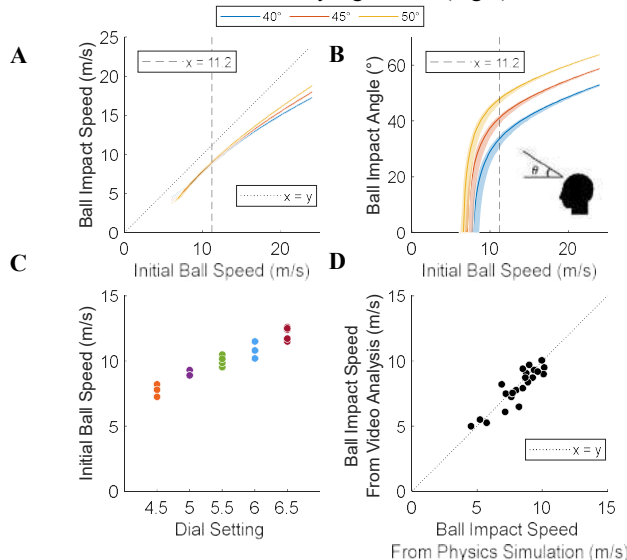 40° 45° 50°
A
25
20
15
10
5
0
0 10 20
x = 11.2
x = y
Ball Impact Speed (m/s)
Initial Ball Speed (m/s)
B
60
40
20
0
0 10 20
x = 11.2
θ
Ball Impact Angle (°)
Initial Ball Speed (m/s)
C
15
10
5
0
4.5 5 5.5 6 6.5
Initial Ball Speed (m/s)
Dial Setting
D
15
10
5
0
0 5 10 15
x = y
Ball Impact Speed
From Video Analysis (m/s)
Ball Impact Speed
From Physics Simulation (m/s)